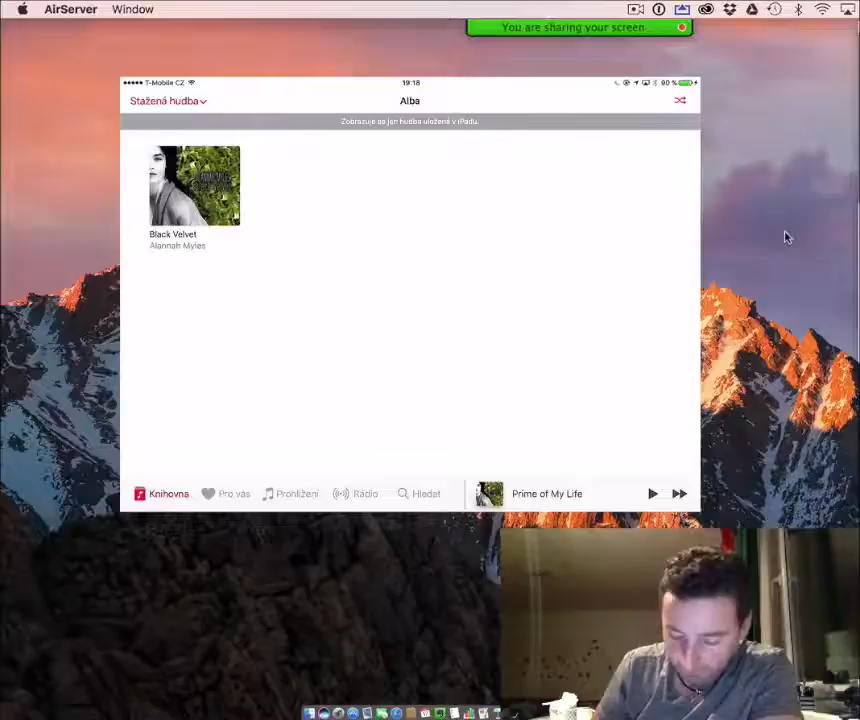 AirServer Window
You are sharing your screen
T-Mobile CZ 19:18 90 %
Stažená hudba Alba
Zobrazuje se jen hudba uložená v iPadu.
Black Velvet
Alannah Myles
Knihovna Pro vás Prohlížení Rádio Hledat Prime of My Life